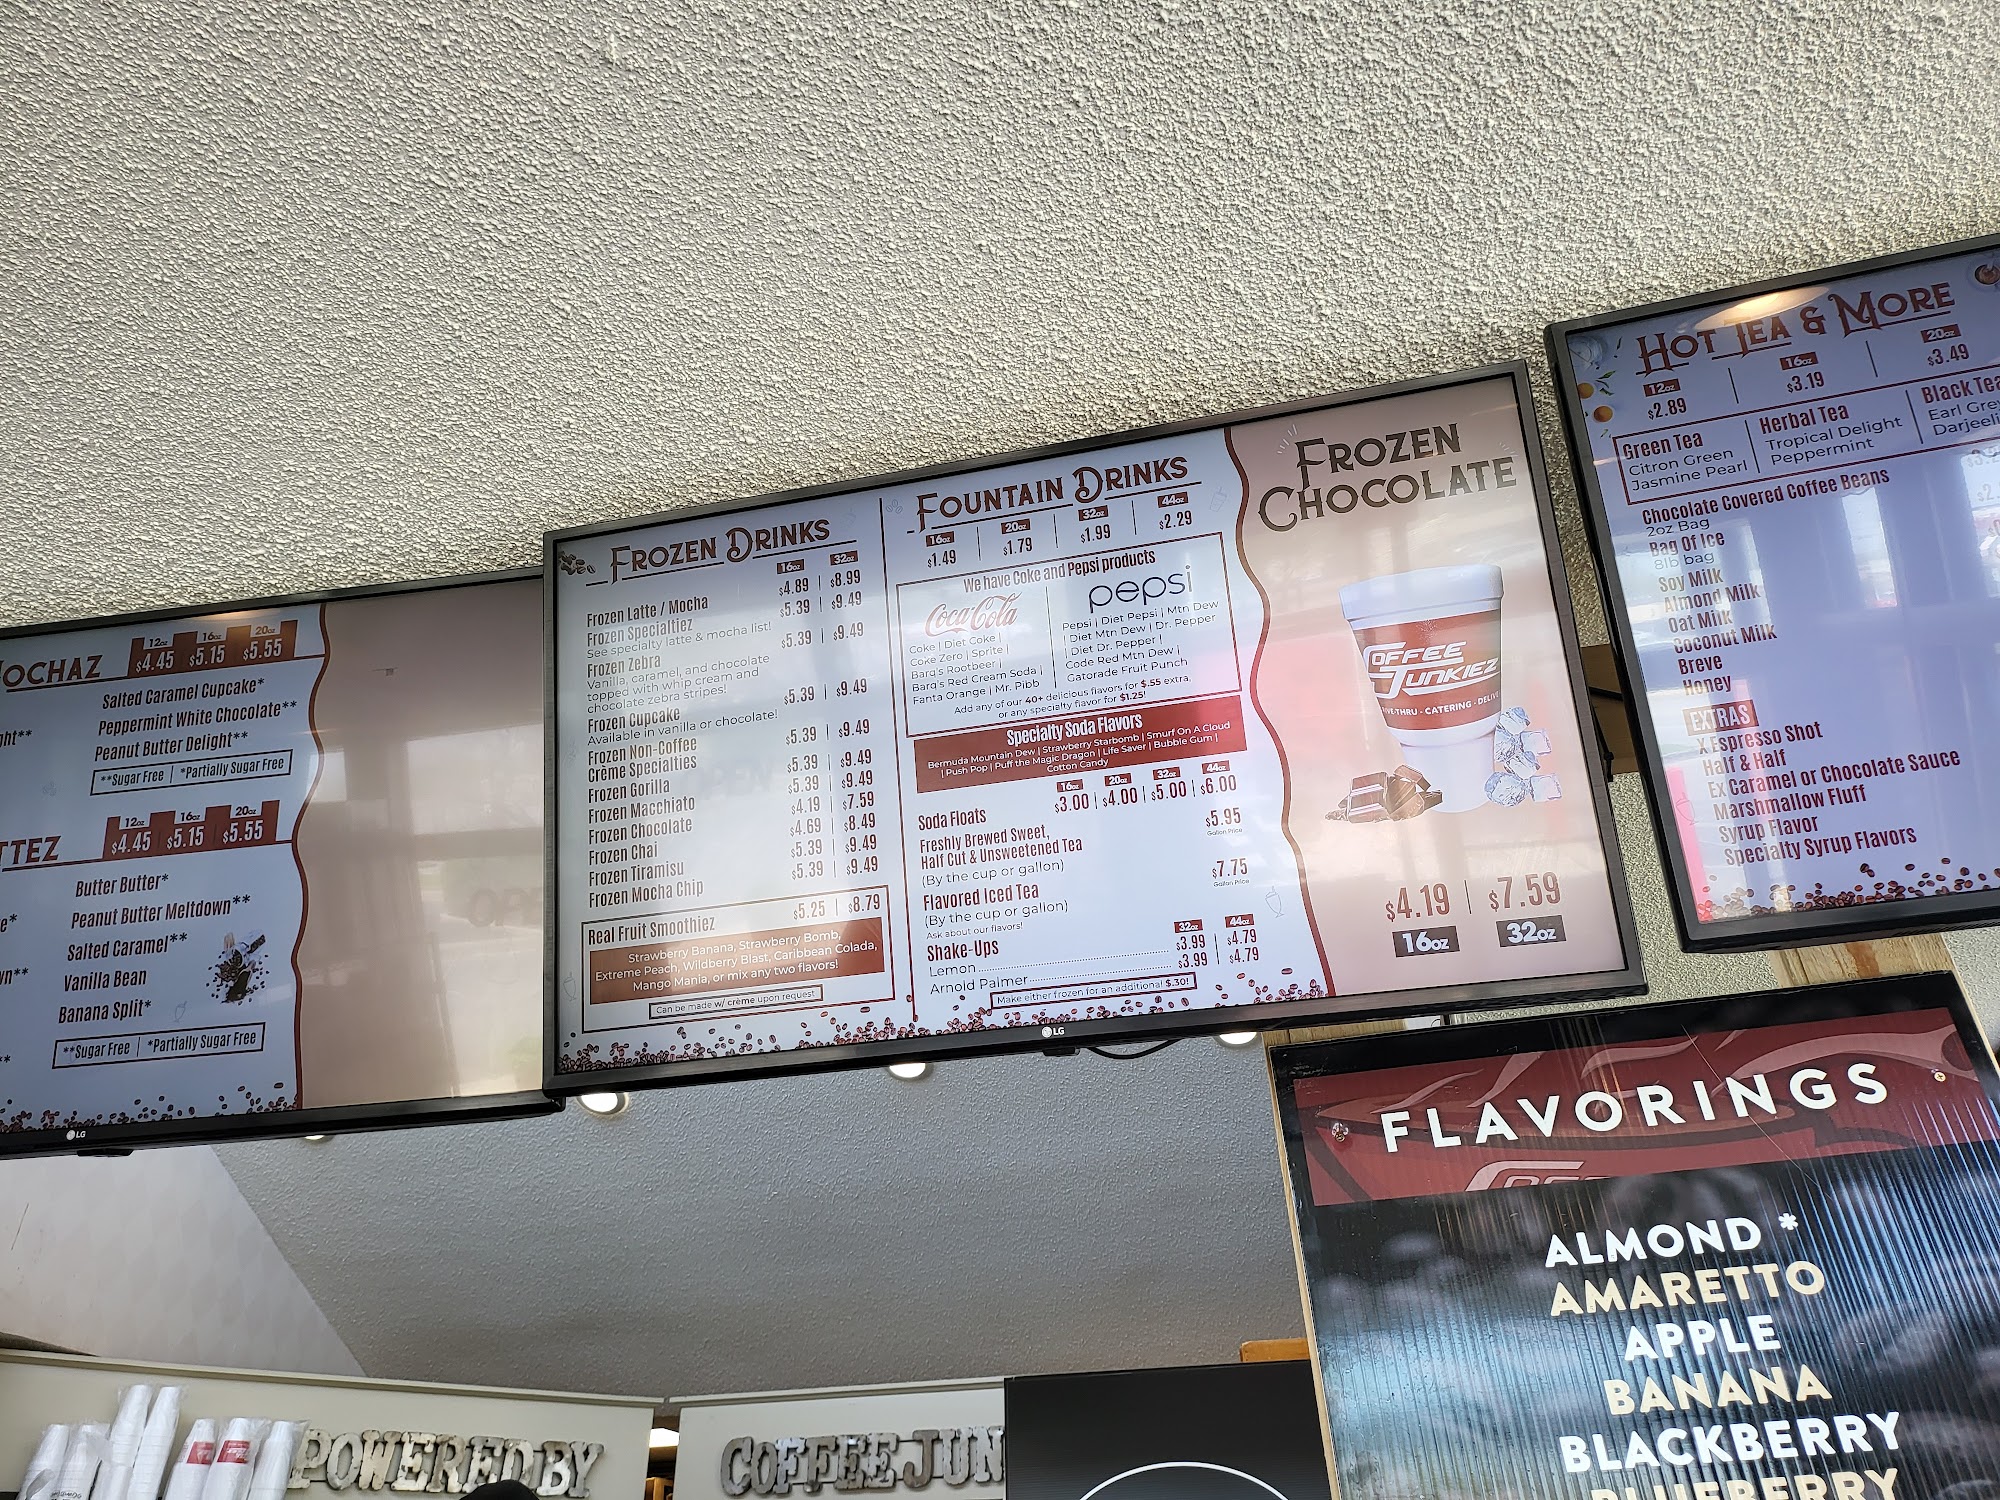 OCHAZ
12oz 16oz 20oz
$4.45 $5.15 $5.55
Salted Caramel Cupcake*
Peppermint White Chocolate**
Peanut Butter Delight**
**Sugar Free | *Partially Sugar Free
TTEZ
12oz 16oz 20oz
$4.45 $5.15 $5.55
Butter Butter*
Peanut Butter Meltdown**
Salted Caramel**
Vanilla Bean
Banana Split*
**Sugar Free | *Partially Sugar Free
LG
FROZEN DRINKS
16oz 32oz
Frozen Latte / Mocha $4.89 | $8.99
Frozen Specialtiez $5.39 | $9.49
See specialty latte & mocha list!
Frozen Zebra $5.39 | $9.49
Vanilla, caramel, and chocolate
topped with whip cream and
chocolate zebra stripes!
Frozen Cupcake $5.39 | $9.49
Available in vanilla or chocolate!
Frozen Non-Coffee
Crème Specialties $5.39 | $9.49
Frozen Gorilla $5.39 | $9.49
Frozen Macchiato $5.39 | $9.49
Frozen Chocolate $4.19 | $7.59
Frozen Chai $4.69 | $8.49
Frozen Tiramisu $5.39 | $9.49
Frozen Mocha Chip $5.39 | $9.49
Real Fruit Smoothiez $5.25 | $8.79
Strawberry Banana, Strawberry Bomb,
Extreme Peach, Wildberry Blast, Caribbean Colada,
Mango Mania, or mix any two flavors!
Can be made w/ crème upon request
FOUNTAIN DRINKS
16oz 20oz 32oz 44oz
$1.49 $1.79 $1.99 $2.29
We have Coke and Pepsi products
Coca-Cola
Coke | Diet Coke |
Coke Zero | Sprite |
Barq's Rootbeer |
Barq's Red Cream Soda |
Fanta Orange | Mr. Pibb
pepsi
Pepsi | Diet Pepsi | Mtn Dew
| Diet Mtn Dew | Dr. Pepper
| Diet Dr. Pepper |
Code Red Mtn Dew |
Gatorade Fruit Punch
Add any of our 40+ delicious flavors for $.55 extra,
or any specialty flavor for $1.25!
Specialty Soda Flavors
Bermuda Mountain Dew | Strawberry Starbomb | Smurf On A Cloud
| Push Pop | Puff the Magic Dragon | Life Saver | Bubble Gum |
Cotton Candy
16oz 20oz 32oz 44oz
Soda Floats $3.00 | $4.00 | $5.00 | $6.00
Freshly Brewed Sweet,
Half Cut & Unsweetened Tea $5.95
(By the cup or gallon) Gallon Price
Flavored Iced Tea $7.75
(By the cup or gallon) Gallon Price
Ask about our flavors!
Shake-Ups 32oz 44oz
Lemon $3.99 | $4.79
Arnold Palmer $3.99 | $4.79
Make either frozen for an additional $.30!
LG
FROZEN
CHOCOLATE
COFFEE
JUNKIEZ
VE-THRU - CATERING - DELIVE
$4.19 | $7.59
16oz 32oz
HOT TEA & MORE
12oz 16oz 20oz
$2.89 $3.19 $3.49
Green Tea
Citron Green
Jasmine Pearl
Herbal Tea
Tropical Delight
Peppermint
Black Tea
Earl Grey
Darjeeli
Chocolate Covered Coffee Beans
2oz Bag
Bag Of Ice
8lb bag
Soy Milk
Almond Milk
Oat Milk
Coconut Milk
Breve
Honey
EXTRAS
X Espresso Shot
Half & Half
Ex Caramel or Chocolate Sauce
Marshmallow Fluff
Syrup Flavor
Specialty Syrup Flavors
FLAVORINGS
ALMOND *
AMARETTO
APPLE
BANANA
BLACKBERRY
BLUEBERRY
POWERED BY
COFFEE JUN